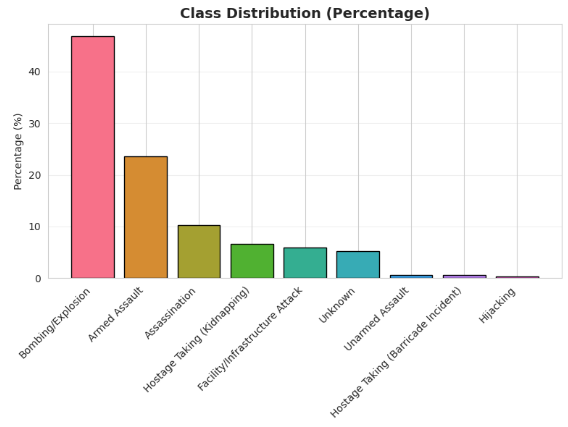 Class Distribution (Percentage)
Percentage (%)
40
30
20
10
0
Bombing/Explosion
Armed Assault
Assassination
Hostage Taking (Kidnapping)
Facility/Infrastructure Attack
Unknown
Unarmed Assault
Hostage Taking (Barricade Incident)
Hijacking